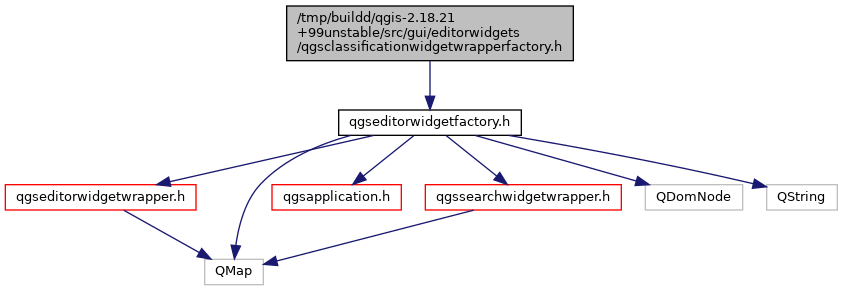 /tmp/buildd/qgis-2.18.21
+99unstable/src/gui/editorwidgets
/qgsclassificationwidgetwrapperfactory.h
qgseditorwidgetfactory.h
qgseditorwidgetwrapper.h
qgsapplication.h
qgssearchwidgetwrapper.h
QDomNode
QString
QMap